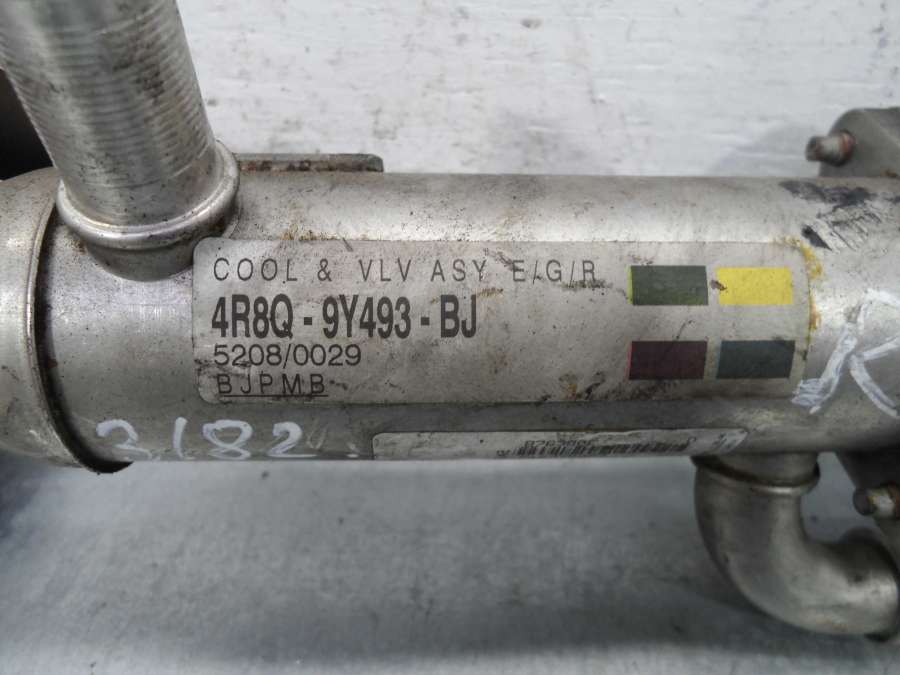 COOL & VLV ASY E/G/R
4R8Q-9Y493-BJ
5208/0029
BJPMB
3182
K